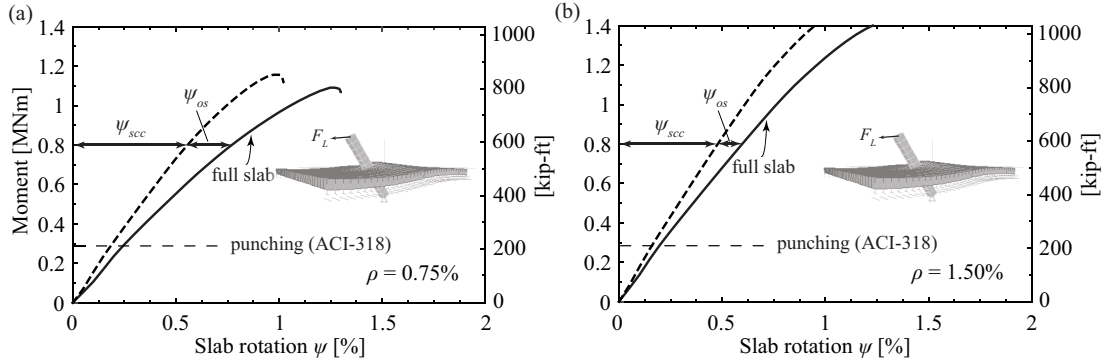 (a)
1.4
1.2
1
0.8
0.6
0.4
0.2
0
Moment [MNm]
1000
800
600
400
200
0
[kip-ft]
ψos
ψscc
full slab
FL
punching (ACI-318)
ρ = 0.75%
0 0.5 1 1.5 2
Slab rotation ψ [%]
(b)
1.4
1.2
1
0.8
0.6
0.4
0.2
0
1000
800
600
400
200
0
[kip-ft]
ψos
ψscc
full slab
FL
punching (ACI-318)
ρ = 1.50%
0 0.5 1 1.5 2
Slab rotation ψ [%]